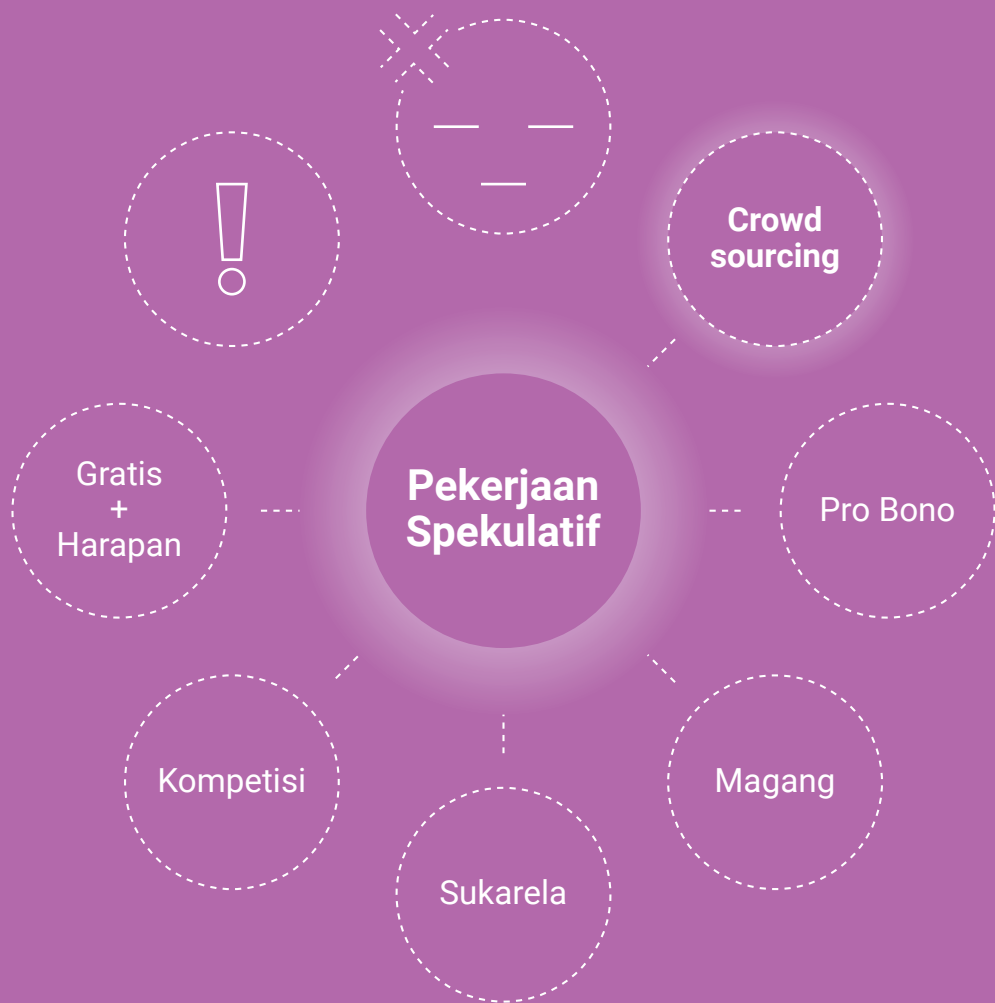 !
Crowd
sourcing
Gratis
+
Harapan
Pekerjaan
Spekulatif
Pro Bono
Kompetisi
Magang
Sukarela